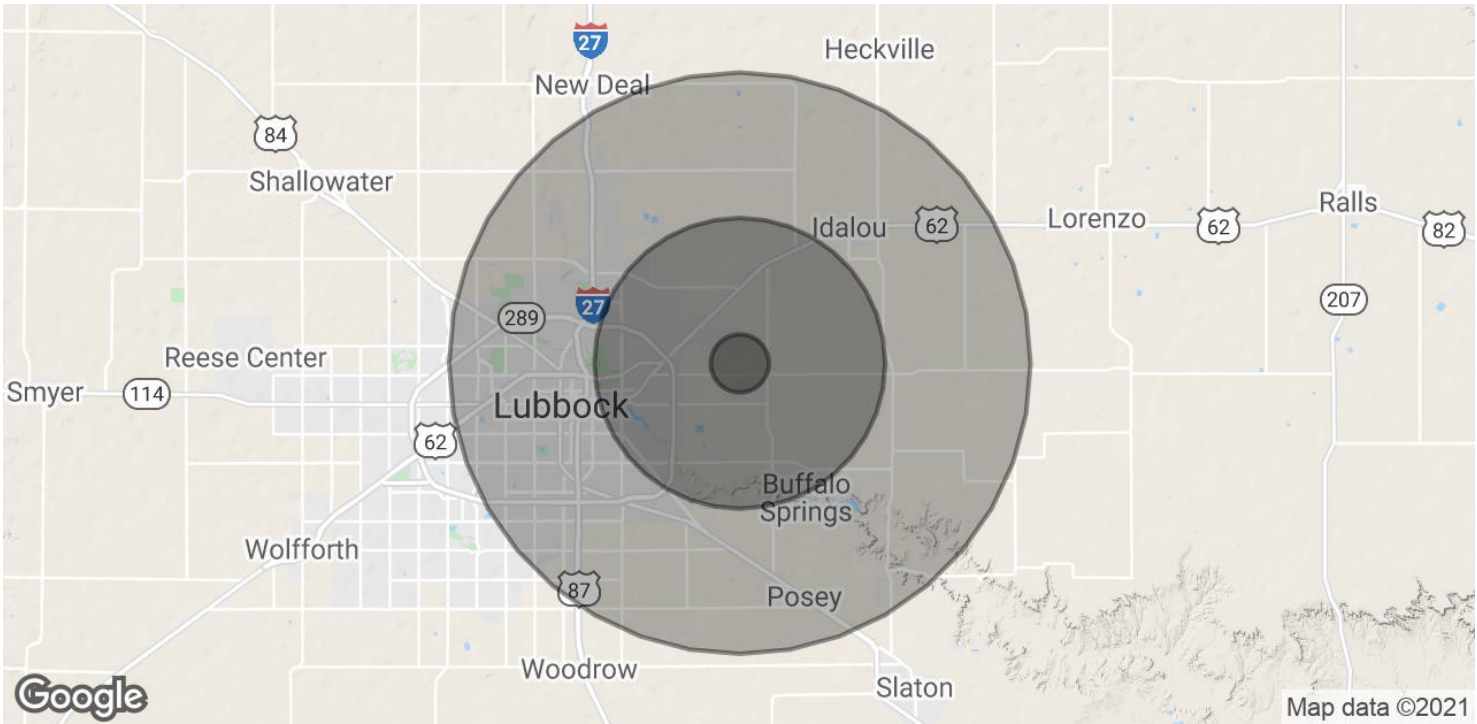 27
Heckville
New Deal
84
Shallowater
Ralls
Idalou
62
Lorenzo
62
82
27
207
289
Reese Center
Smyer
114
Lubbock
62
Buffalo
Springs
Wolfforth
87
Posey
Woodrow
Slaton
Google
Map data ©2021